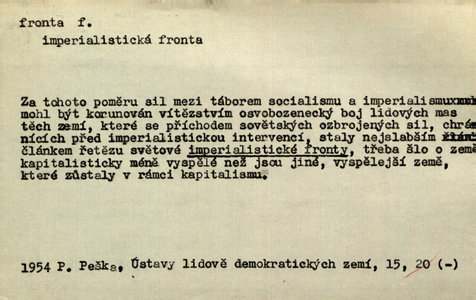 fronta f.
imperialistická fronta
Za tohoto poměru sil mezi táborem socialismu a imperialismu
mohl být korunován vítězstvím osvobozenecký boj lidových mas
těch zemí, které se příchodem sovětských ozbrojených sil, chrá
nících před imperialistickou intervencí, staly nejslabším
článkem řetězu světové imperialistické fronty, třeba šlo o země
kapitalisticky méně vyspělé než jsou jiné, vyspělejší země,
které zůstaly v rámci kapitalismu.
1954 P. Peška, Ústavy lidově demokratických zemí, 15, 20 (-)